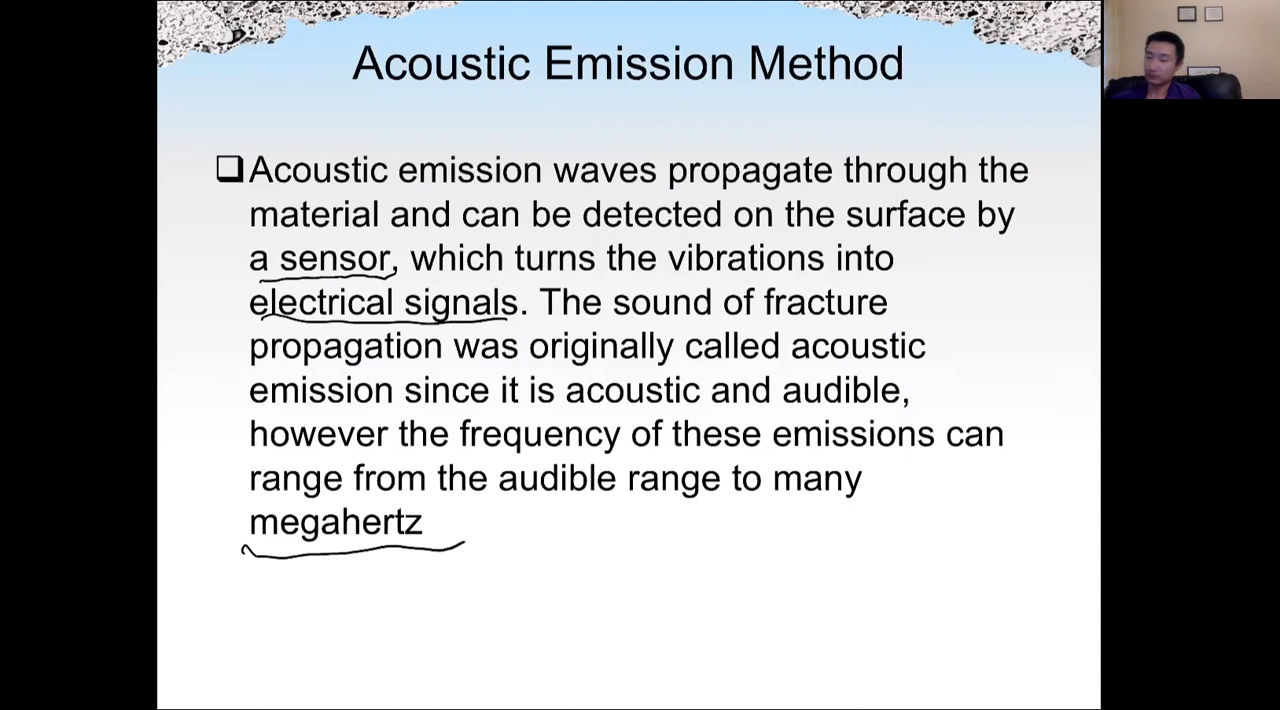 Acoustic Emission Method
Acoustic emission waves propagate through the
material and can be detected on the surface by
a sensor, which turns the vibrations into
electrical signals. The sound of fracture
propagation was originally called acoustic
emission since it is acoustic and audible,
however the frequency of these emissions can
range from the audible range to many
megahertz